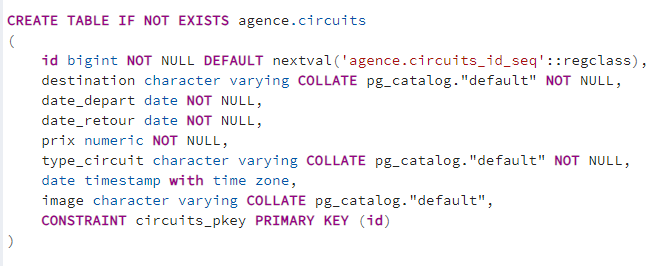 CREATE TABLE IF NOT EXISTS agence.circuits
(
    id bigint NOT NULL DEFAULT nextval('agence.circuits_id_seq'::regclass),
    destination character varying COLLATE pg_catalog."default" NOT NULL,
    date_depart date NOT NULL,
    date_retour date NOT NULL,
    prix numeric NOT NULL,
    type_circuit character varying COLLATE pg_catalog."default" NOT NULL,
    date timestamp with time zone,
    image character varying COLLATE pg_catalog."default",
    CONSTRAINT circuits_pkey PRIMARY KEY (id)
)